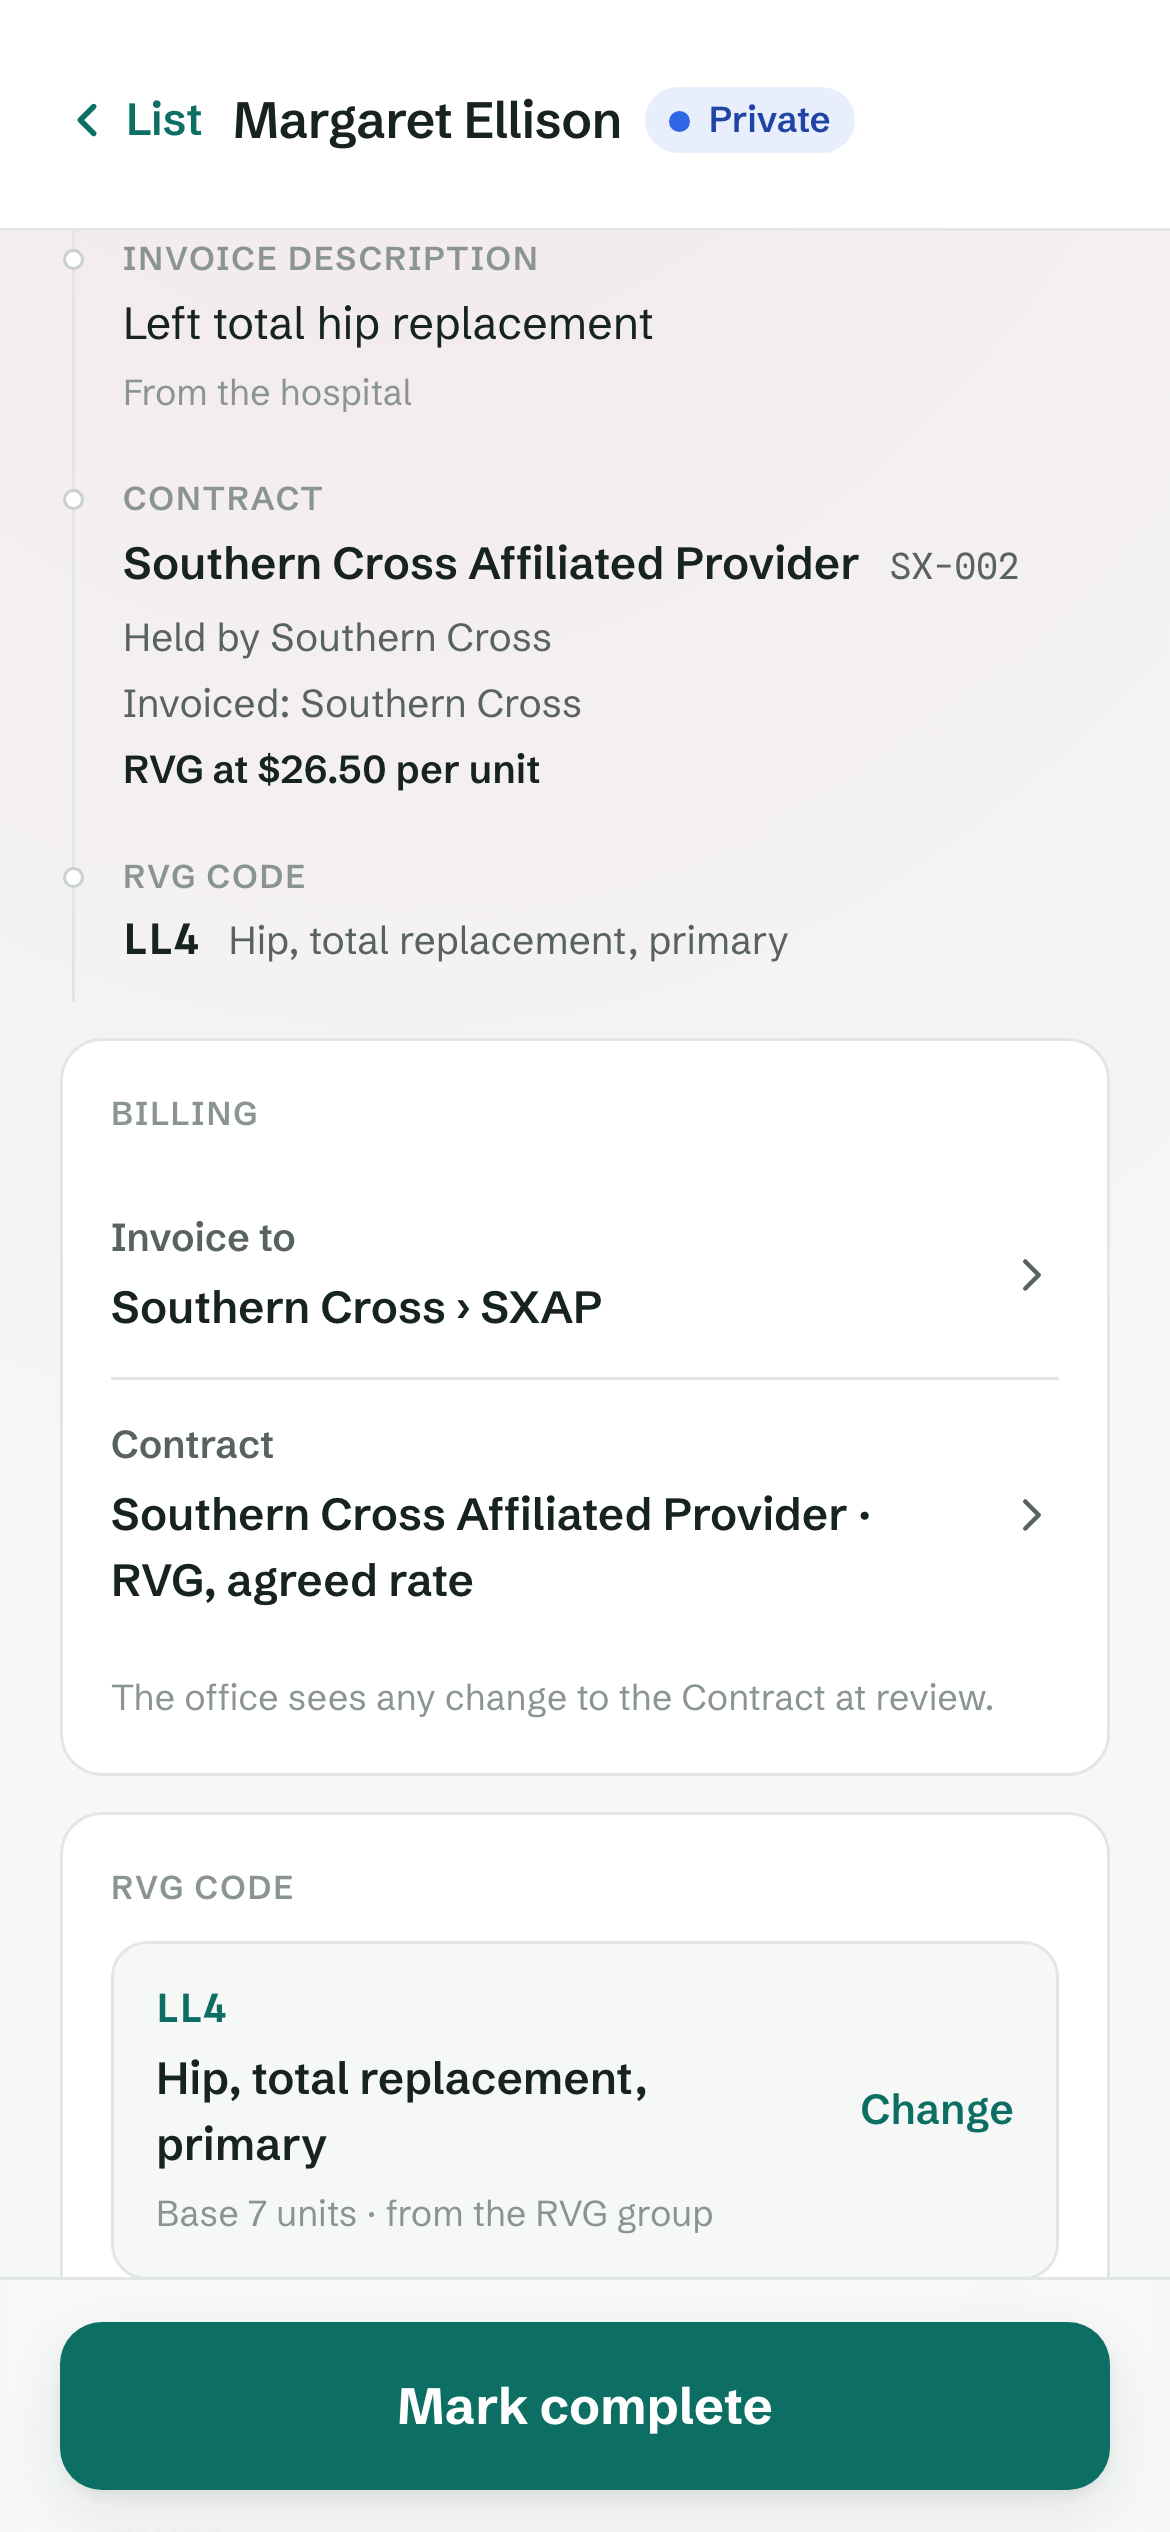 List Margaret Ellison Private
INVOICE DESCRIPTION
Left total hip replacement
From the hospital
CONTRACT
Southern Cross Affiliated Provider SX-002
Held by Southern Cross
Invoiced: Southern Cross
RVG at $26.50 per unit
RVG CODE
LL4 Hip, total replacement, primary
BILLING
Invoice to
Southern Cross › SXAP
Contract
Southern Cross Affiliated Provider ·
RVG, agreed rate
The office sees any change to the Contract at review.
RVG CODE
LL4
Hip, total replacement,
primary
Change
Base 7 units · from the RVG group
Mark complete